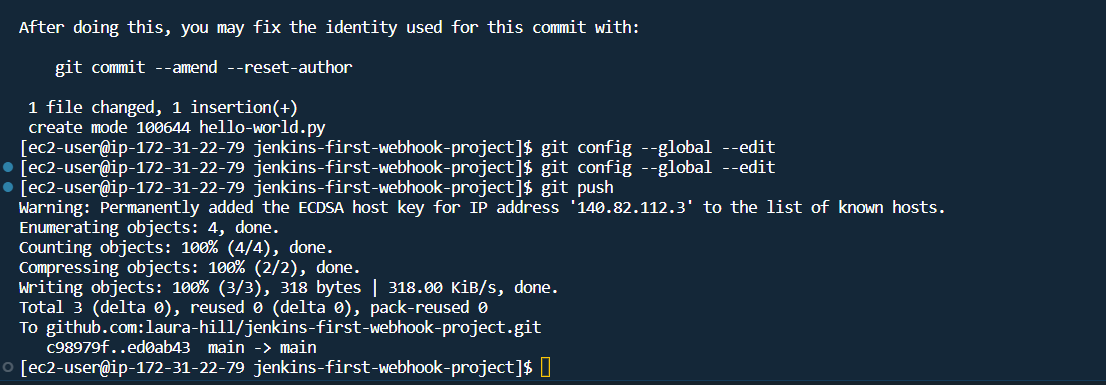 After doing this, you may fix the identity used for this commit with:
git commit --amend --reset-author
1 file changed, 1 insertion(+)
create mode 100644 hello-world.py
[ec2-user@ip-172-31-22-79 jenkins-first-webhook-project]$ git config --global --edit
[ec2-user@ip-172-31-22-79 jenkins-first-webhook-project]$ git config --global --edit
[ec2-user@ip-172-31-22-79 jenkins-first-webhook-project]$ git push
Warning: Permanently added the ECDSA host key for IP address '140.82.112.3' to the list of known hosts.
Enumerating objects: 4, done.
Counting objects: 100% (4/4), done.
Compressing objects: 100% (2/2), done.
Writing objects: 100% (3/3), 318 bytes | 318.00 KiB/s, done.
Total 3 (delta 0), reused 0 (delta 0), pack-reused 0
To github.com:laura-hill/jenkins-first-webhook-project.git
c98979f..ed0ab43  main -> main
[ec2-user@ip-172-31-22-79 jenkins-first-webhook-project]$